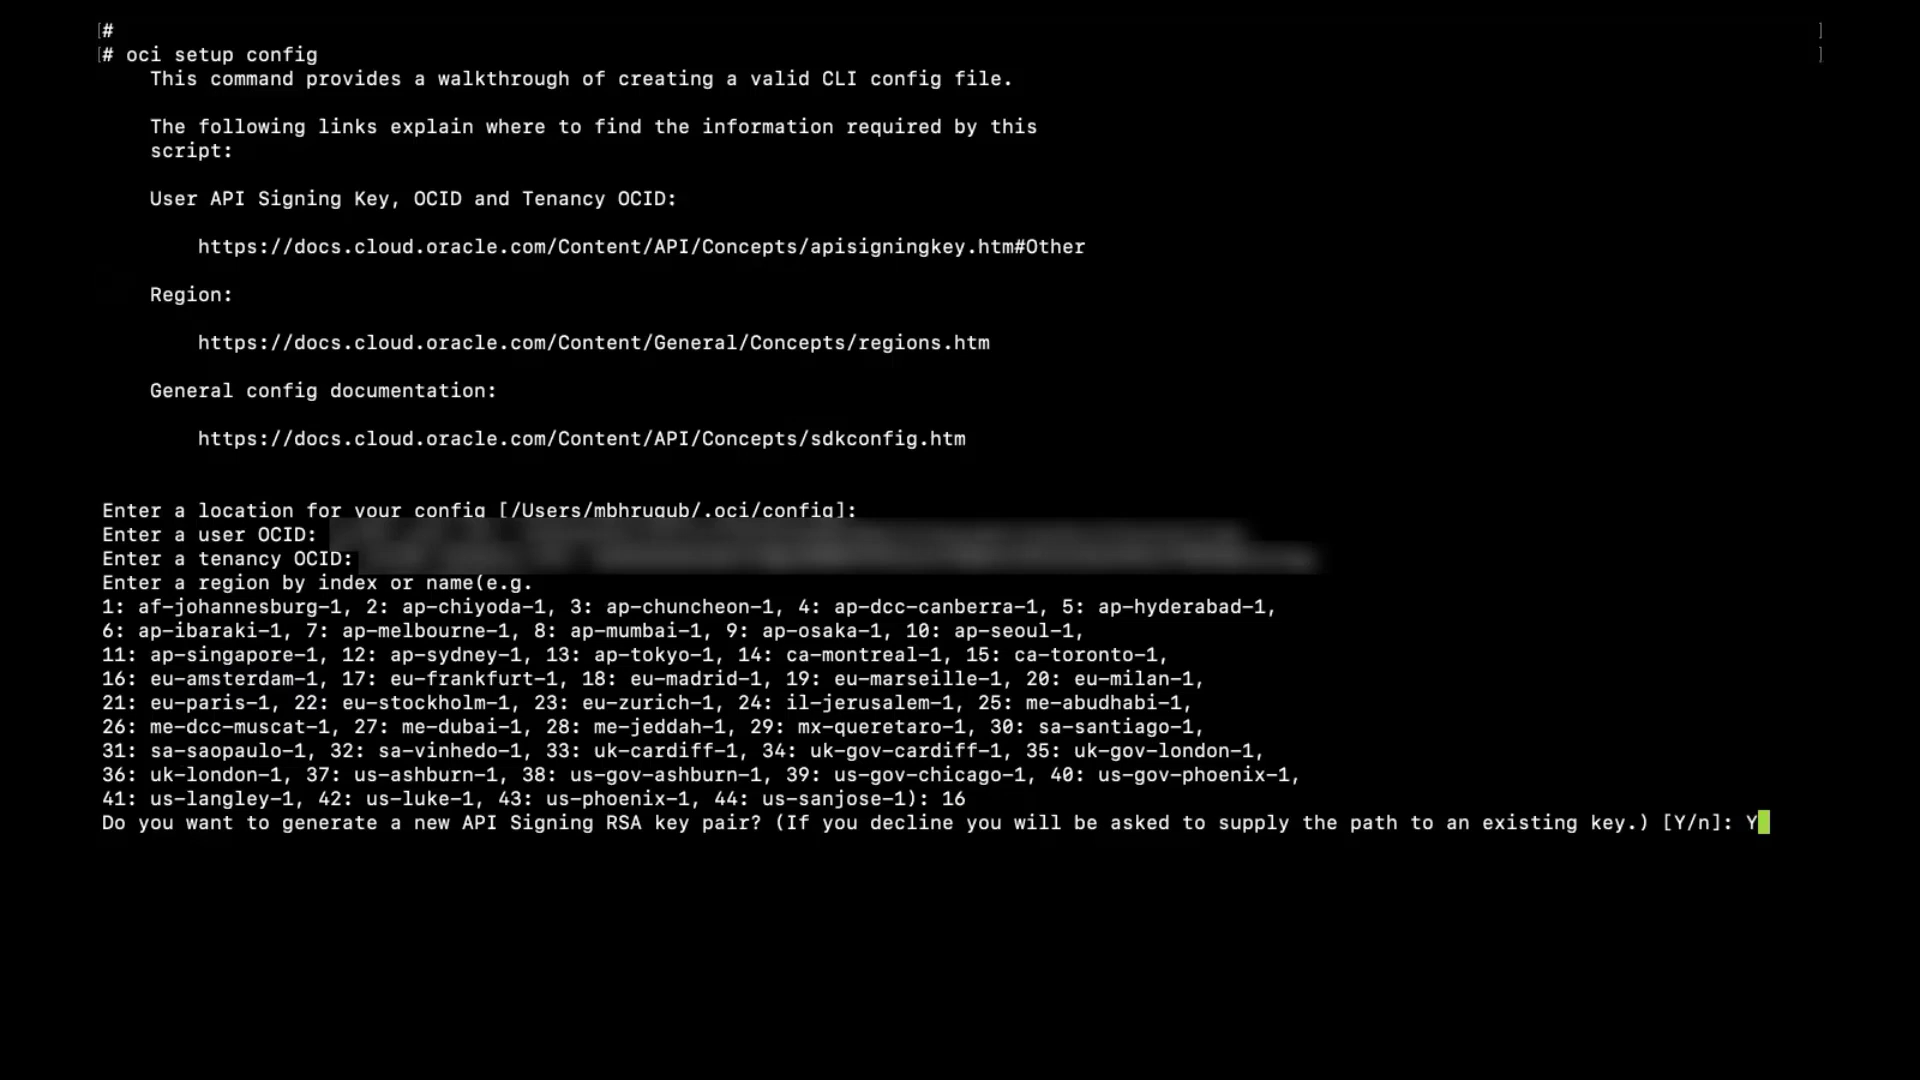 [#                                                                                                                                              ]
[# oci setup config                                                                                                                             ]
    This command provides a walkthrough of creating a valid CLI config file.
    The following links explain where to find the information required by this
    script:
    User API Signing Key, OCID and Tenancy OCID:
        https://docs.cloud.oracle.com/Content/API/Concepts/apisigningkey.htm#Other
    Region:
        https://docs.cloud.oracle.com/Content/General/Concepts/regions.htm
    General config documentation:
        https://docs.cloud.oracle.com/Content/API/Concepts/sdkconfig.htm
Enter a location for your config [/Users/mbhrugub/.oci/config]:
Enter a user OCID:
Enter a tenancy OCID:
Enter a region by index or name(e.g.
1: af-johannesburg-1, 2: ap-chiyoda-1, 3: ap-chuncheon-1, 4: ap-dcc-canberra-1, 5: ap-hyderabad-1,
6: ap-ibaraki-1, 7: ap-melbourne-1, 8: ap-mumbai-1, 9: ap-osaka-1, 10: ap-seoul-1,
11: ap-singapore-1, 12: ap-sydney-1, 13: ap-tokyo-1, 14: ca-montreal-1, 15: ca-toronto-1,
16: eu-amsterdam-1, 17: eu-frankfurt-1, 18: eu-madrid-1, 19: eu-marseille-1, 20: eu-milan-1,
21: eu-paris-1, 22: eu-stockholm-1, 23: eu-zurich-1, 24: il-jerusalem-1, 25: me-abudhabi-1,
26: me-dcc-muscat-1, 27: me-dubai-1, 28: me-jeddah-1, 29: mx-queretaro-1, 30: sa-santiago-1,
31: sa-saopaulo-1, 32: sa-vinhedo-1, 33: uk-cardiff-1, 34: uk-gov-cardiff-1, 35: uk-gov-london-1,
36: uk-london-1, 37: us-ashburn-1, 38: us-gov-ashburn-1, 39: us-gov-chicago-1, 40: us-gov-phoenix-1,
41: us-langley-1, 42: us-luke-1, 43: us-phoenix-1, 44: us-sanjose-1): 16
Do you want to generate a new API Signing RSA key pair? (If you decline you will be asked to supply the path to an existing key.) [Y/n]: Y